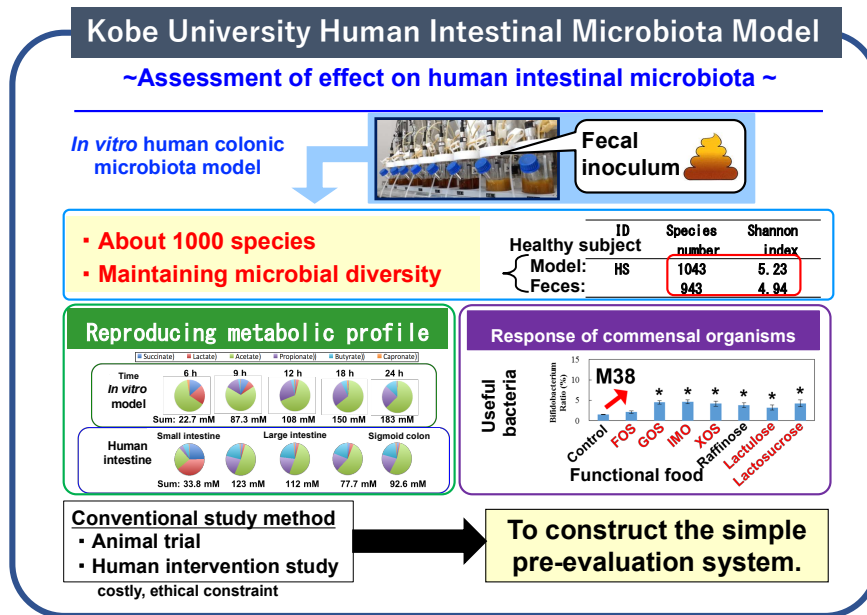 Kobe University Human Intestinal Microbiota Model
~Assessment of effect on human intestinal microbiota ~
In vitro human colonic
microbiota model
Fecal
inoculum
・About 1000 species
・Maintaining microbial diversity
ID Species Shannon
number index
Healthy subject
Model: HS 1043 5.23
Feces: 943 4.94
Reproducing metabolic profile
Succinate) Lactate) Acetate) Propionate)) Butyrate)) Capronate)
Time 6 h 9 h 12 h 18 h 24 h
In vitro
model
Sum: 22.7 mM 87.3 mM 108 mM 150 mM 183 mM
Human
intestine
Small intestine Large intestine Sigmoid colon
Sum: 33.8 mM 123 mM 112 mM 77.7 mM 92.6 mM
Response of commensal organisms
Useful
bacteria
Bifidobacterium
Ratio (%)
15
10
5
0
M38
* * * * * *
Control
FOS
GOS
IMO
XOS
Raffinose
Lactulose
Lactosucrose
Functional food
Conventional study method
・Animal trial
・Human intervention study
costly, ethical constraint
To construct the simple
pre-evaluation system.